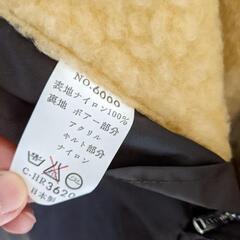 NO.6000
表地ナイロン100%
裏地
ボアー部分
アクリル
キルト部分
ナイロン
C-HR3620
日本製